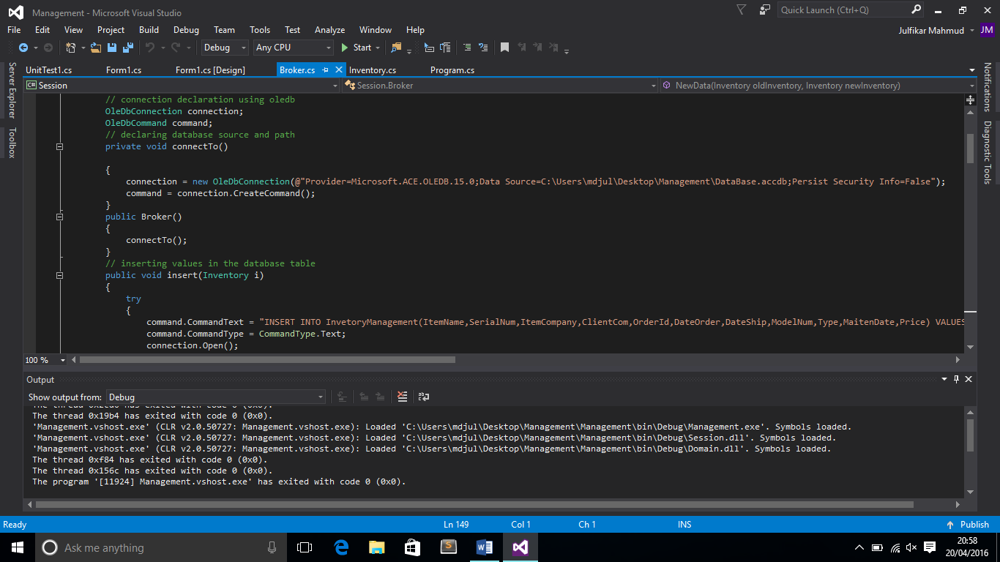 Management - Microsoft Visual Studio
Quick Launch (Ctrl+Q)
File Edit View Project Build Debug Team Tools Test Analyze Window Help
Julfikar Mahmud JM
Debug Any CPU Start
UnitTest1.cs Form1.cs Form1.cs [Design] Broker.cs Inventory.cs Program.cs
C# Session Session.Broker NewData(Inventory oldInventory, Inventory newInventory)
Server Explorer
Toolbox
Notifications
Diagnostic Tools
// connection declaration using oledb
OleDbConnection connection;
OleDbCommand command;
// declaring database source and path
private void connectTo()
{
connection = new OleDbConnection(@"Provider=Microsoft.ACE.OLEDB.15.0;Data Source=C:\Users\mdjul\Desktop\Management\DataBase.accdb;Persist Security Info=False");
command = connection.CreateCommand();
}
public Broker()
{
connectTo();
}
// inserting values in the database table
public void insert(Inventory i)
{
try
{
command.CommandText = "INSERT INTO InvetoryManagement(ItemName,SerialNum,ItemCompany,ClientCom,OrderId,DateOrder,DateShip,ModelNum,Type,MaitenDate,Price) VALUES
command.CommandType = CommandType.Text;
connection.Open();
100 %
Output
Show output from: Debug
has exited with code 0 (0x0).
The thread 0x19b4 has exited with code 0 (0x0).
'Management.vshost.exe' (CLR v2.0.50727: Management.vshost.exe): Loaded 'C:\Users\mdjul\Desktop\Management\Management\bin\Debug\Management.exe'. Symbols loaded.
'Management.vshost.exe' (CLR v2.0.50727: Management.vshost.exe): Loaded 'C:\Users\mdjul\Desktop\Management\Management\bin\Debug\Session.dll'. Symbols loaded.
'Management.vshost.exe' (CLR v2.0.50727: Management.vshost.exe): Loaded 'C:\Users\mdjul\Desktop\Management\Management\bin\Debug\Domain.dll'. Symbols loaded.
The thread 0xf84 has exited with code 0 (0x0).
The thread 0x156c has exited with code 0 (0x0).
The program '[11924] Management.vshost.exe' has exited with code 0 (0x0).
Ready Ln 149 Col 1 Ch 1 INS Publish
Ask me anything
20:58
20/04/2016